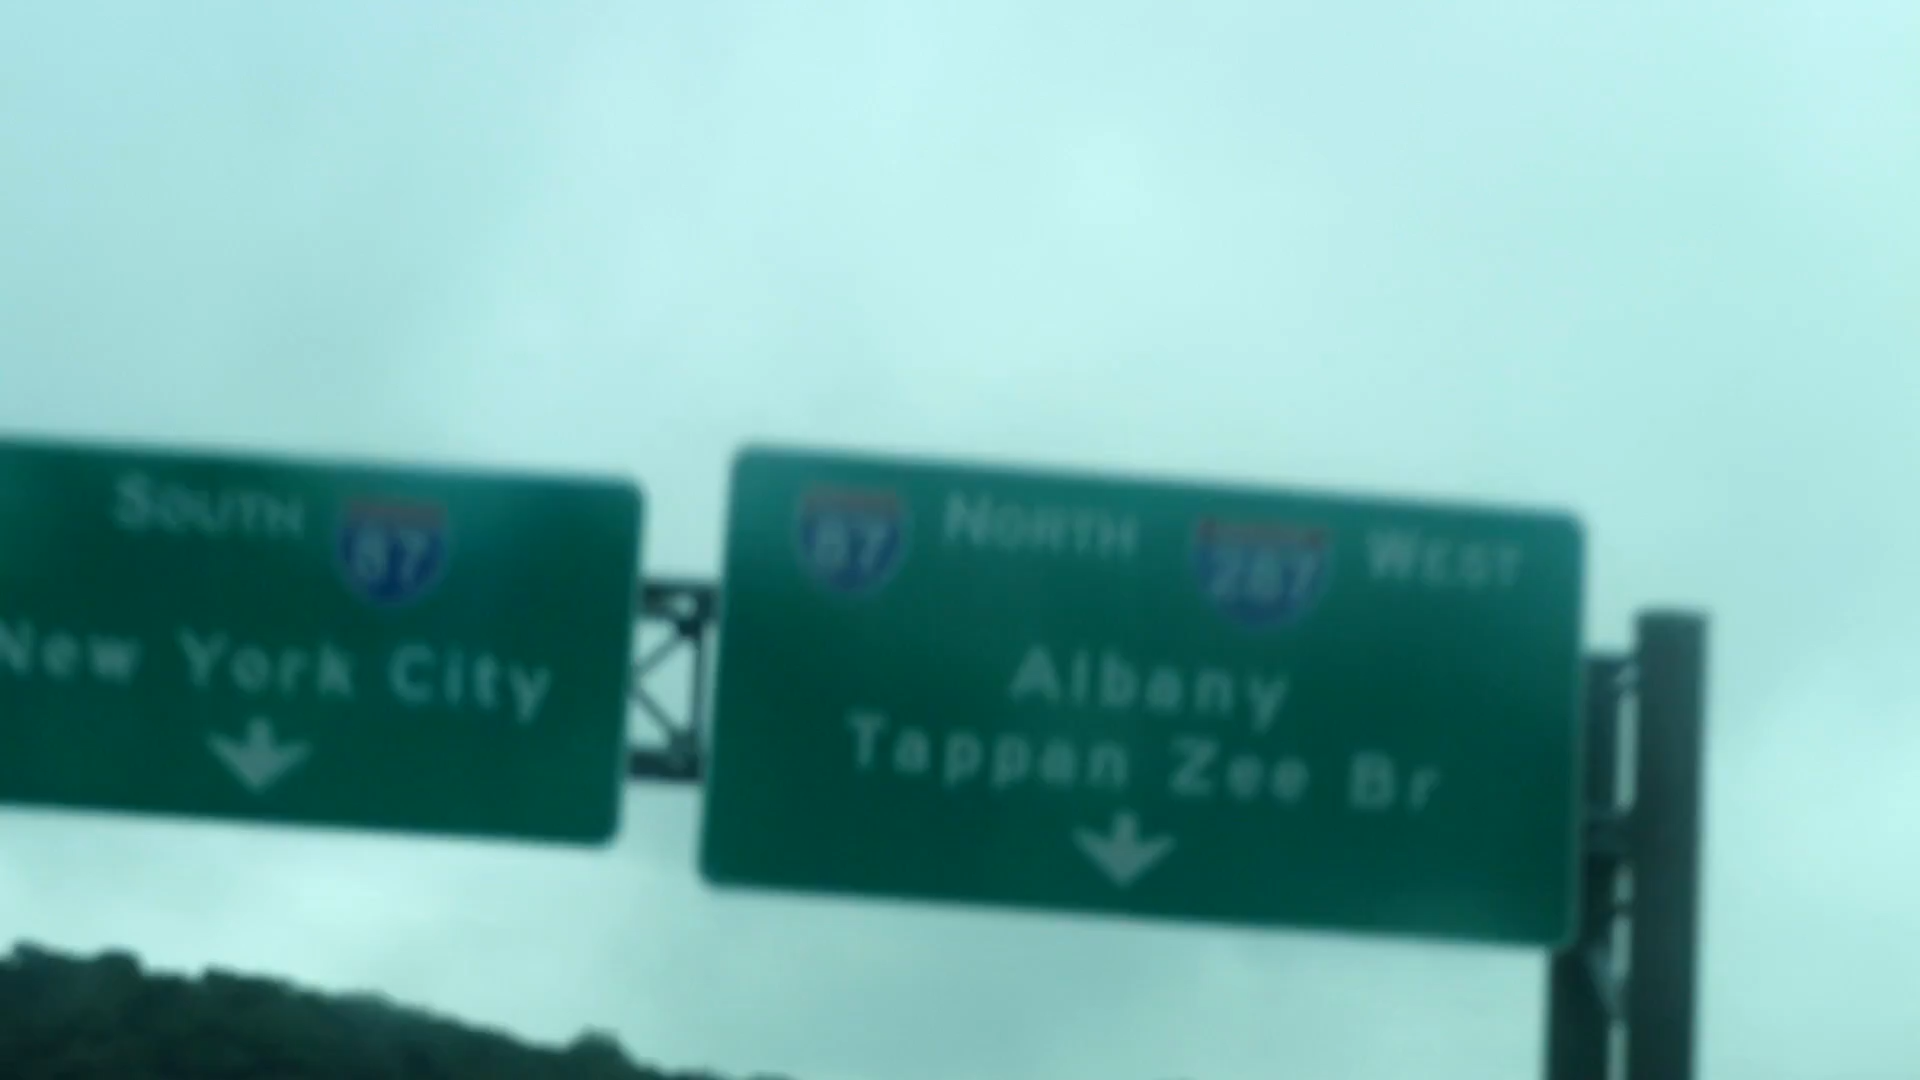 SOUTH 87
New York City
87 NORTH 287 WEST
Albany
Tappan Zee Br